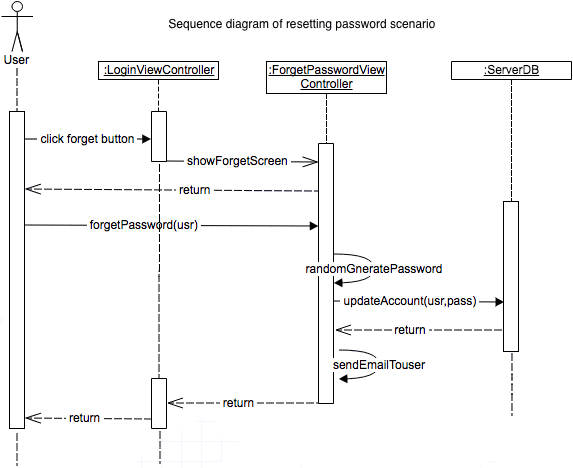 Sequence diagram of resetting password scenario
User
:LoginViewController
:ForgetPasswordView
Controller
:ServerDB
click forget button
showForgetScreen
return
forgetPassword(usr)
randomGneratePassword
updateAccount(usr,pass)
return
sendEmailTouser
return
return